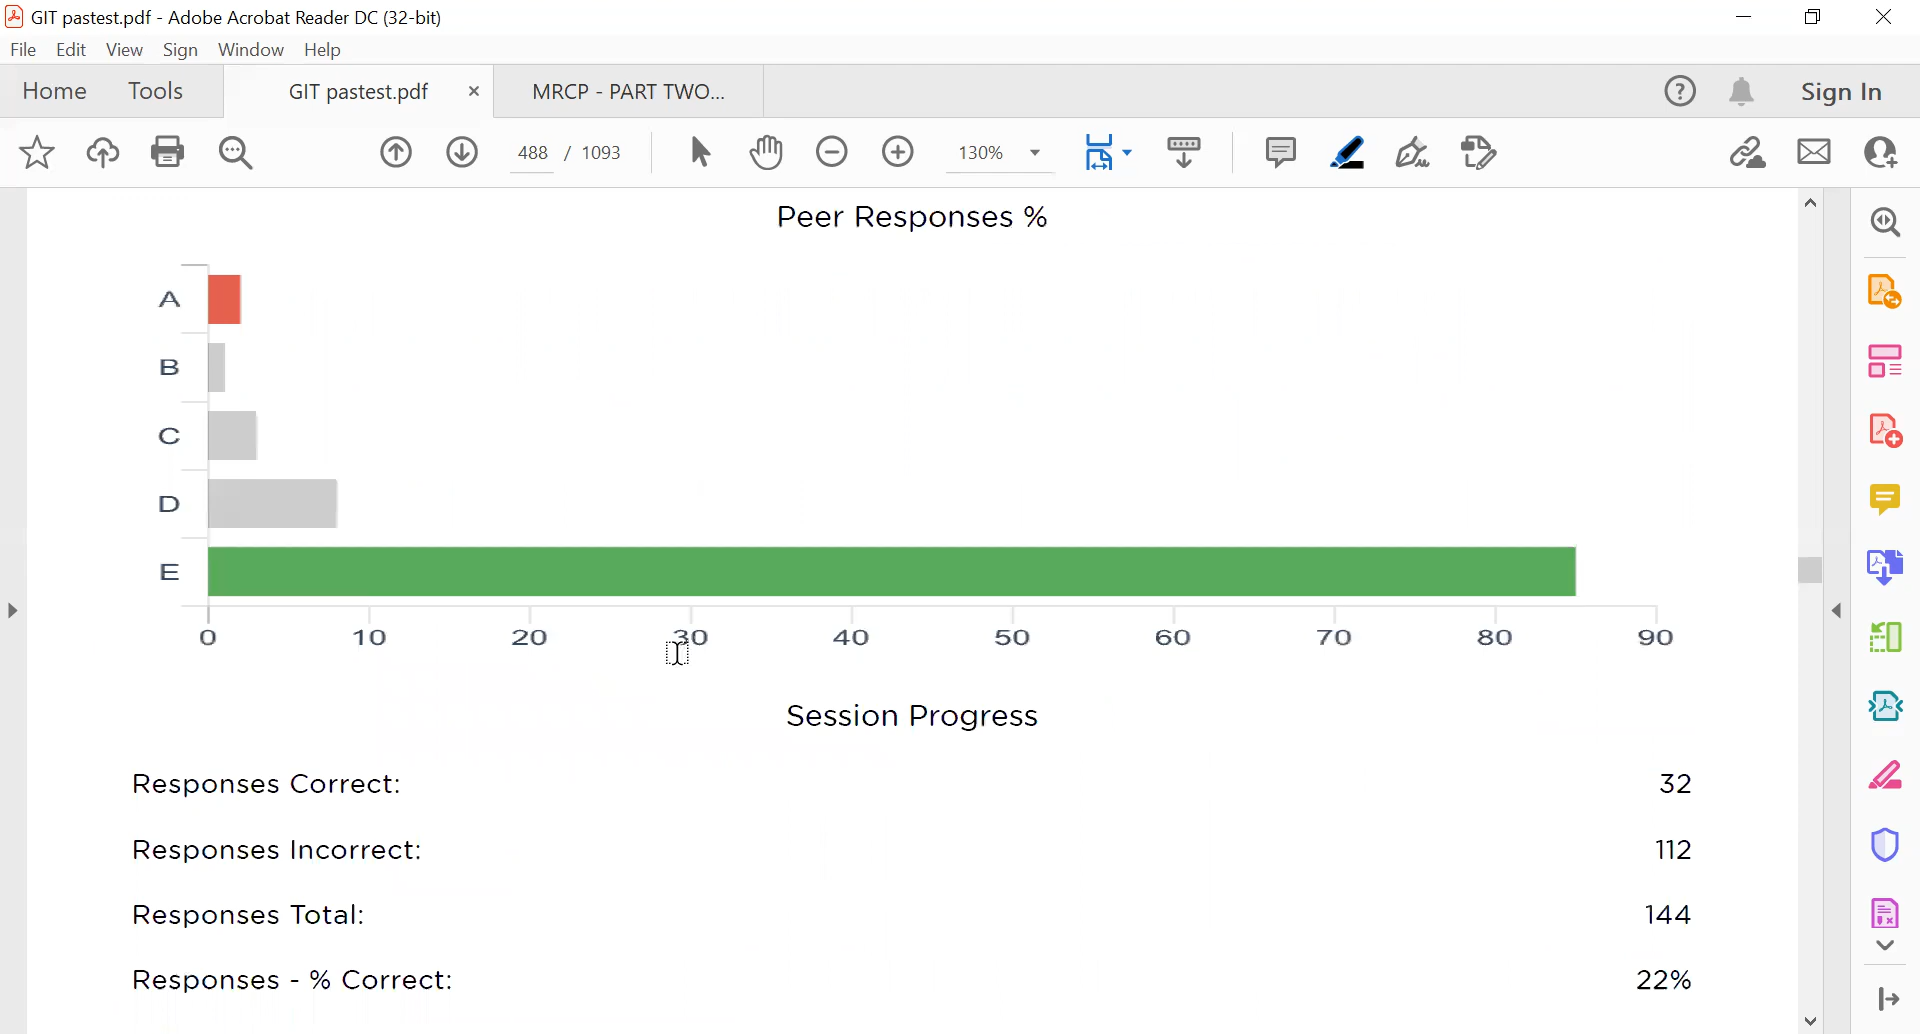 GIT pastest.pdf - Adobe Acrobat Reader DC (32-bit)
File Edit View Sign Window Help
Home Tools GIT pastest.pdf × MRCP - PART TWO... ? Sign In
488 / 1093 130%
Peer Responses %
A
B
C
D
E
0 10 20 30 40 50 60 70 80 90
Session Progress
Responses Correct: 32
Responses Incorrect: 112
Responses Total: 144
Responses - % Correct: 22%